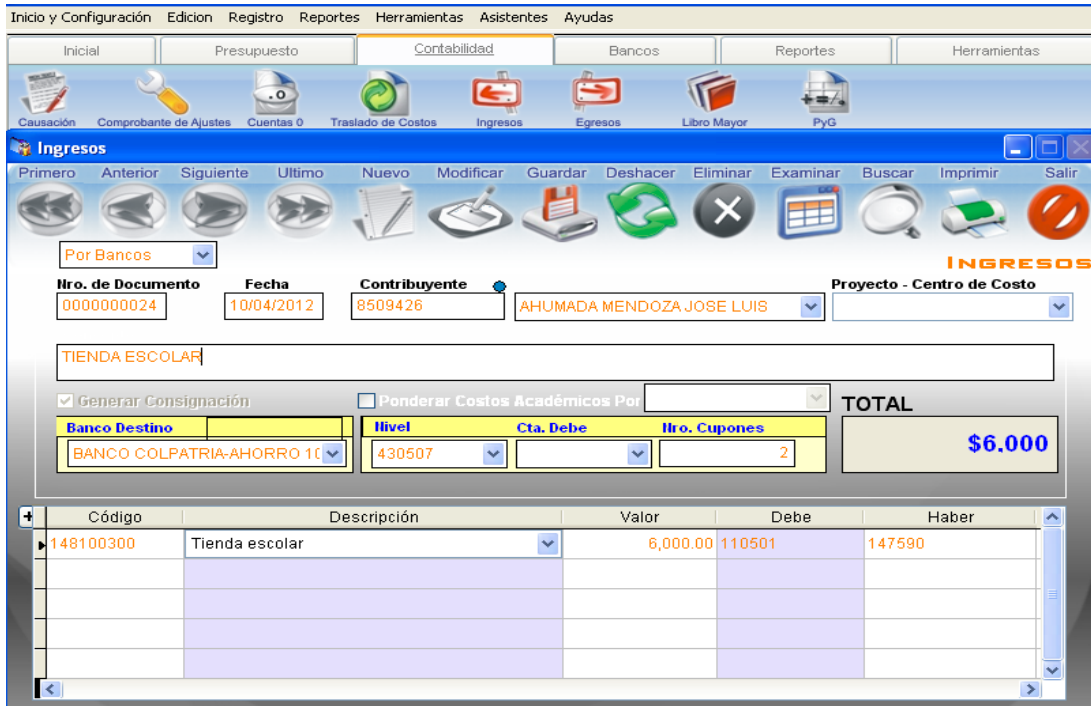 Inicio y Configuración Edicion Registro Reportes Herramientas Asistentes Ayudas
Inicial Presupuesto Contabilidad Bancos Reportes Herramientas
Causación Comprobante de Ajustes Cuentas 0 Traslado de Costos Ingresos Egresos Libro Mayor PyG
Ingresos
Primero Anterior Siguiente Ultimo Nuevo Modificar Guardar Deshacer Eliminar Examinar Buscar Imprimir Salir
Por Bancos
INGRESOS
Nro. de Documento Fecha Contribuyente Proyecto - Centro de Costo
0000000024 10/04/2012 8509426 AHUMADA MENDOZA JOSE LUIS
TIENDA ESCOLAR
Generar Consignación Ponderar Costos Académicos Por TOTAL
Banco Destino Nivel Cta. Debe Nro. Cupones
BANCO COLPATRIA-AHORRO 10 430507 2 $6.000
Código Descripción Valor Debe Haber
148100300 Tienda escolar 6,000.00 110501 147590